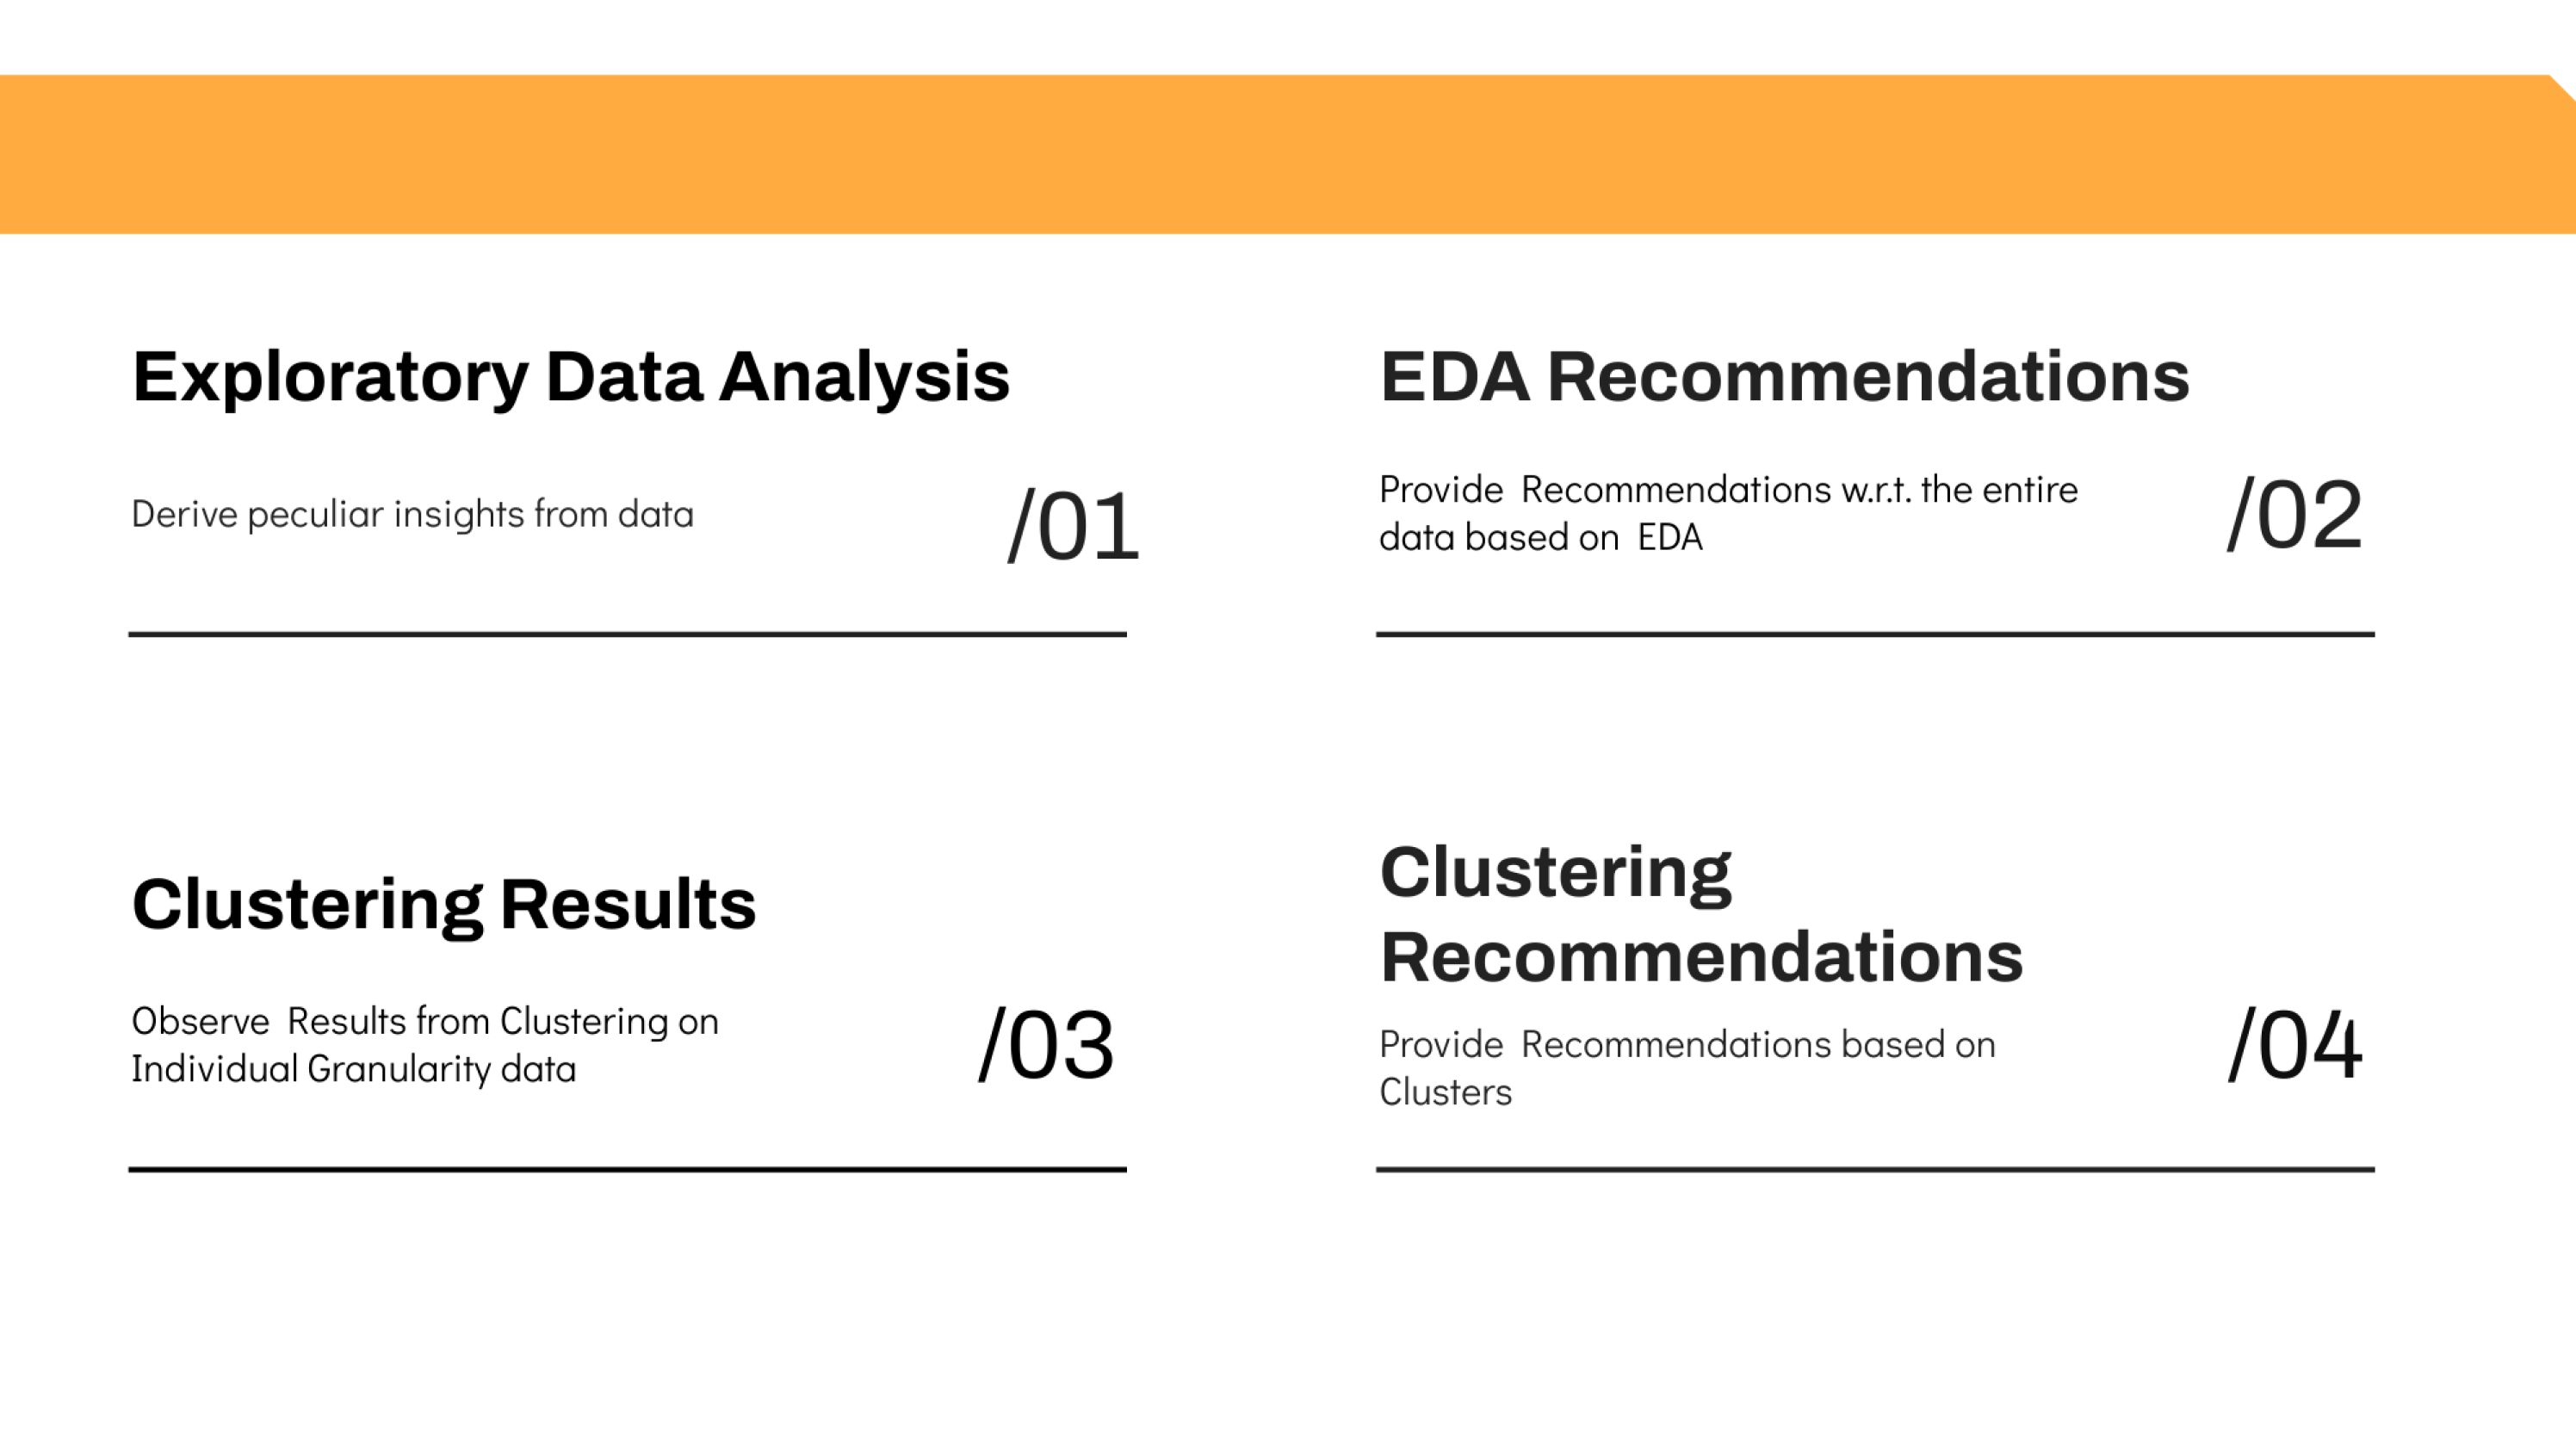 Exploratory Data Analysis
Derive peculiar insights from data
/01
EDA Recommendations
Provide  Recommendations w.r.t. the entire
data based on  EDA
/02
Clustering Results
Observe  Results from Clustering on
Individual Granularity data
/03
Clustering
Recommendations
Provide  Recommendations based on
Clusters
/04